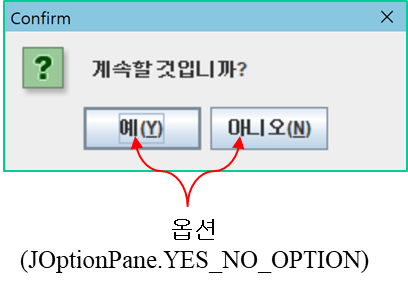 Confirm
?
계속할 것입니까?
예(Y)
아니오(N)
옵션
(JOptionPane.YES_NO_OPTION)